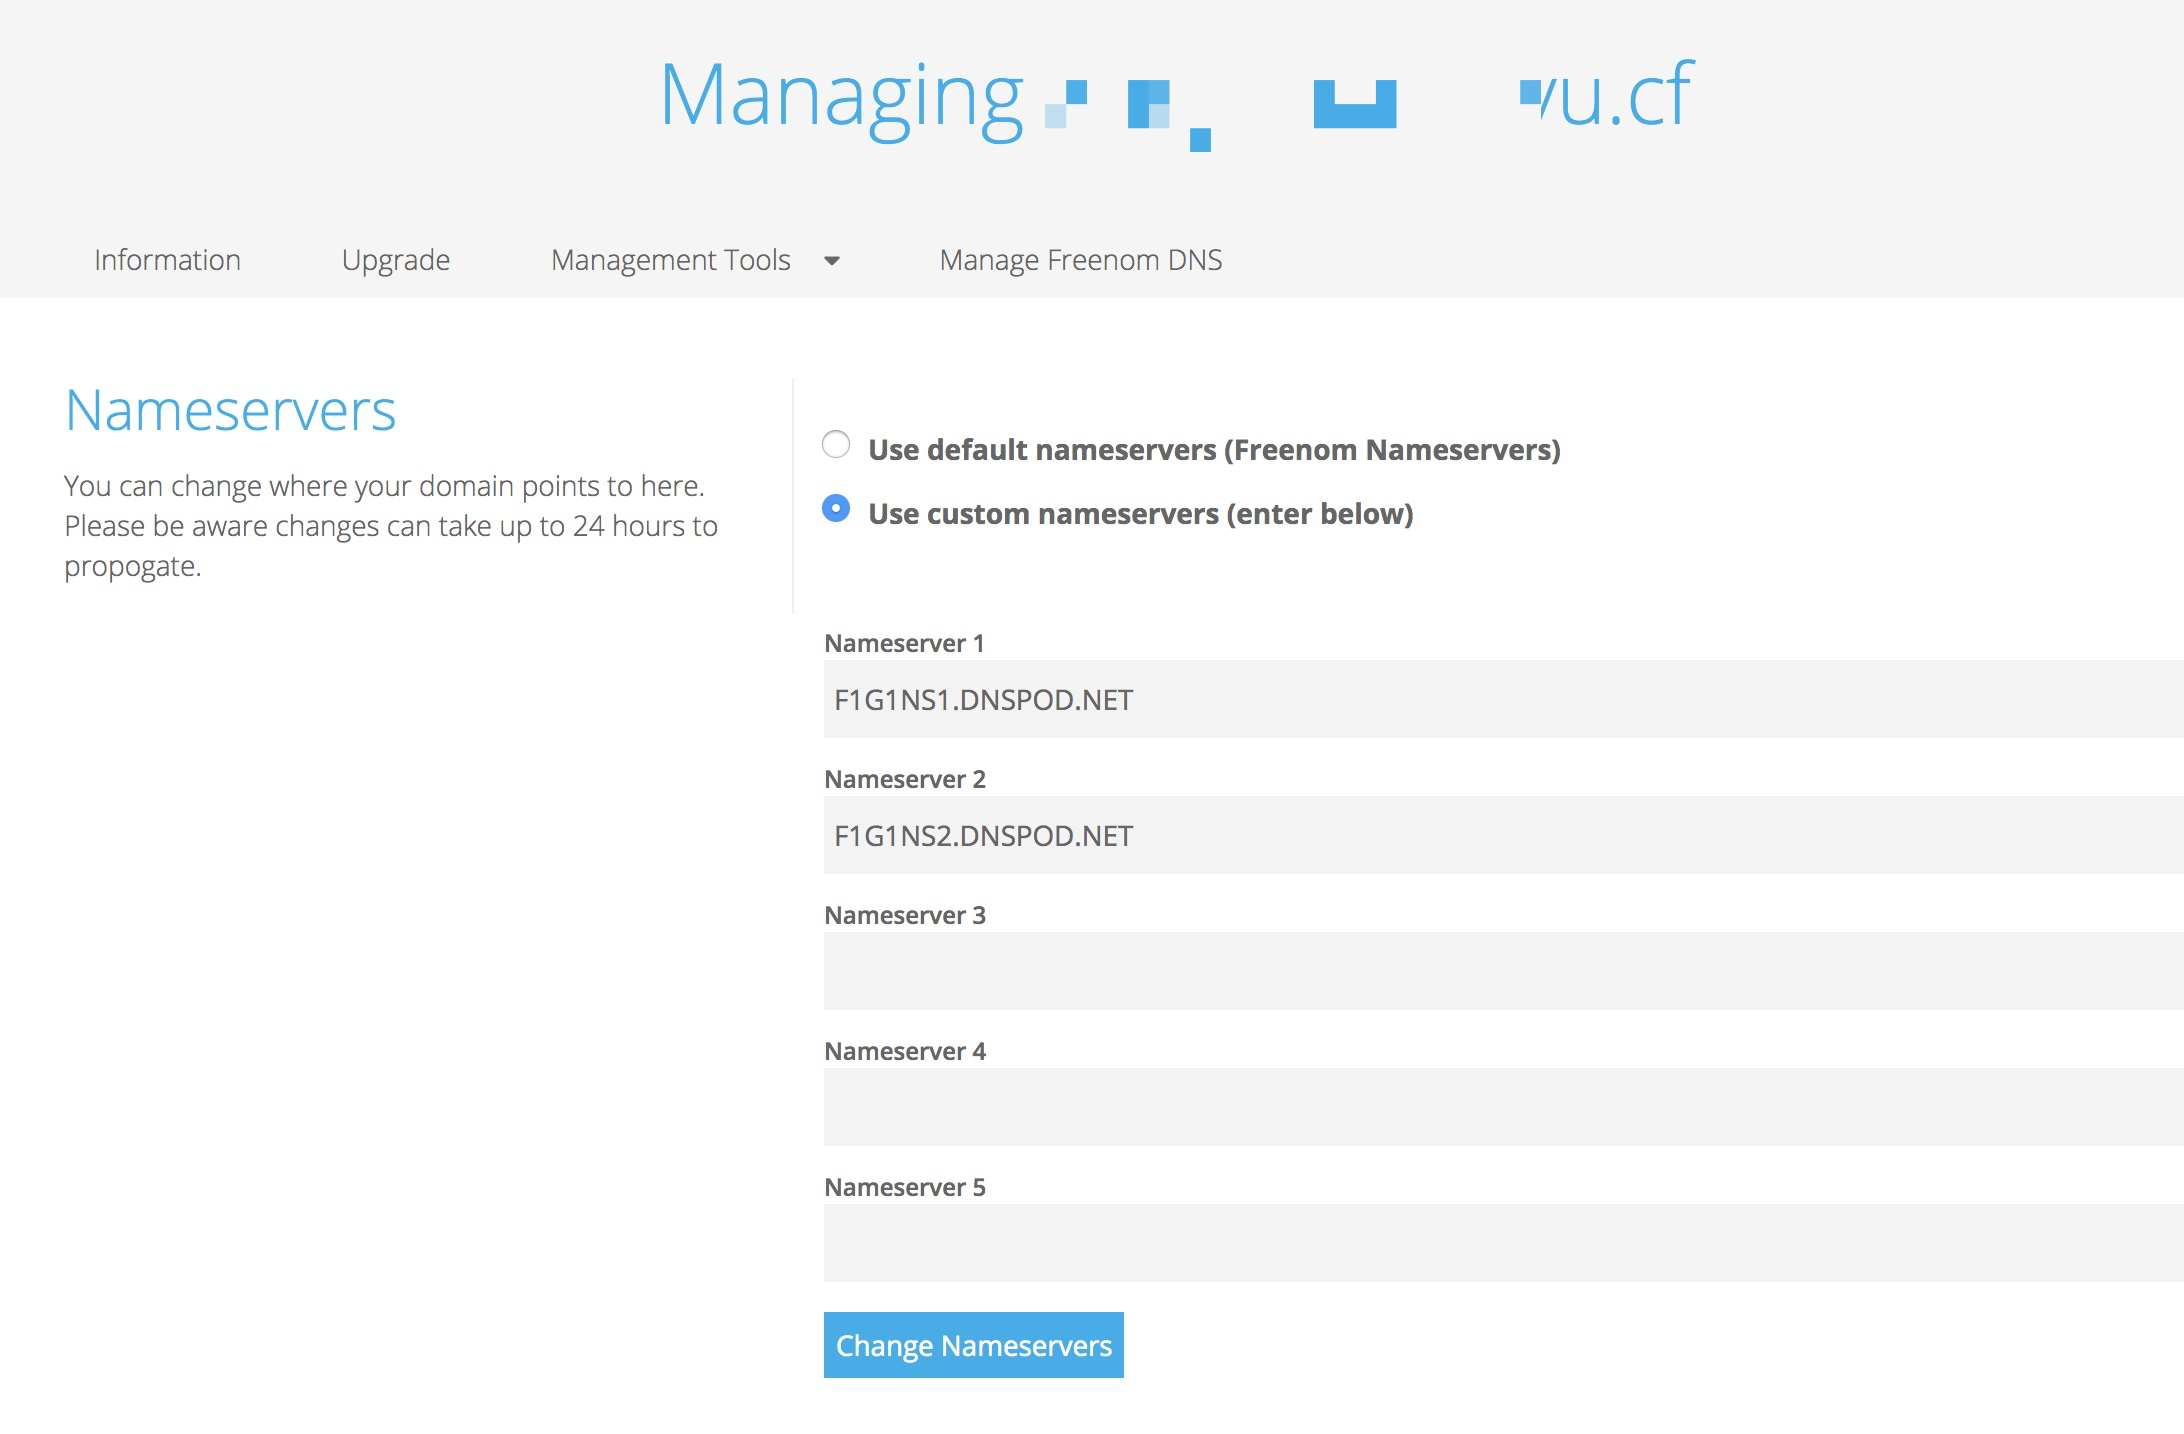 Managing
Information
Upgrade
Management Tools
Manage Freenom DNS
Nameservers
You can change where your domain points to here.
Please be aware changes can take up to 24 hours to
propogate.
Use default nameservers (Freenom Nameservers)
Use custom nameservers (enter below)
Nameserver 1
F1G1NS1.DNSPOD.NET
Nameserver 2
F1G1NS2.DNSPOD.NET
Nameserver 3
Nameserver 4
Nameserver 5
Change Nameservers